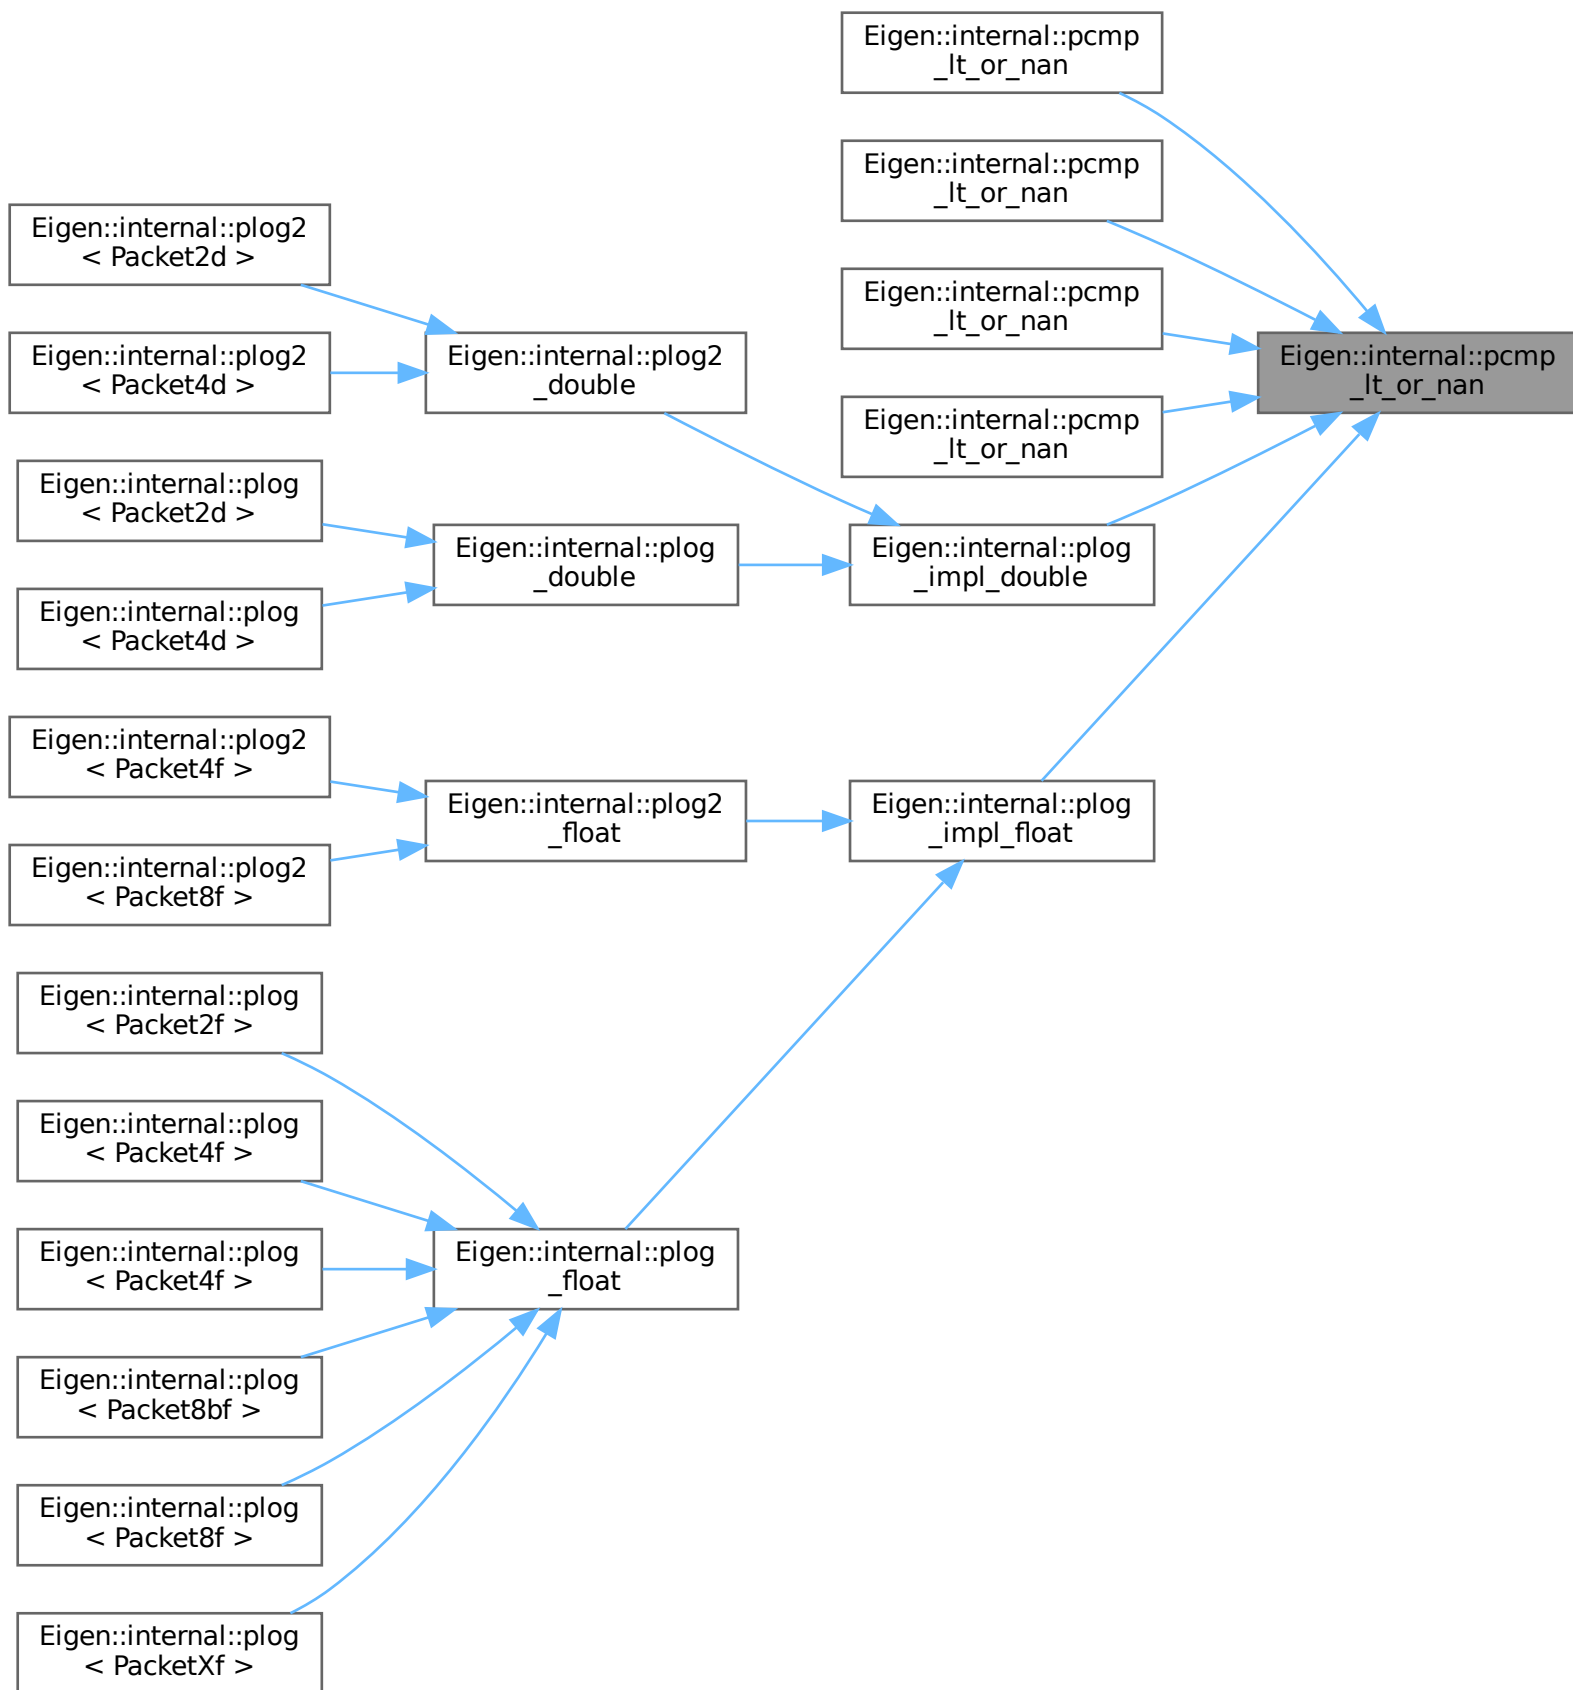 Eigen::internal::pcmp
_lt_or_nan
Eigen::internal::pcmp
_lt_or_nan
Eigen::internal::plog2
< Packet2d >
Eigen::internal::pcmp
_lt_or_nan
Eigen::internal::plog2
< Packet4d >
Eigen::internal::plog2
_double
Eigen::internal::pcmp
_lt_or_nan
Eigen::internal::pcmp
_lt_or_nan
Eigen::internal::plog
< Packet2d >
Eigen::internal::plog
_double
Eigen::internal::plog
_impl_double
Eigen::internal::plog
< Packet4d >
Eigen::internal::plog2
< Packet4f >
Eigen::internal::plog2
_float
Eigen::internal::plog
_impl_float
Eigen::internal::plog2
< Packet8f >
Eigen::internal::plog
< Packet2f >
Eigen::internal::plog
< Packet4f >
Eigen::internal::plog
< Packet4f >
Eigen::internal::plog
_float
Eigen::internal::plog
< Packet8bf >
Eigen::internal::plog
< Packet8f >
Eigen::internal::plog
< PacketXf >